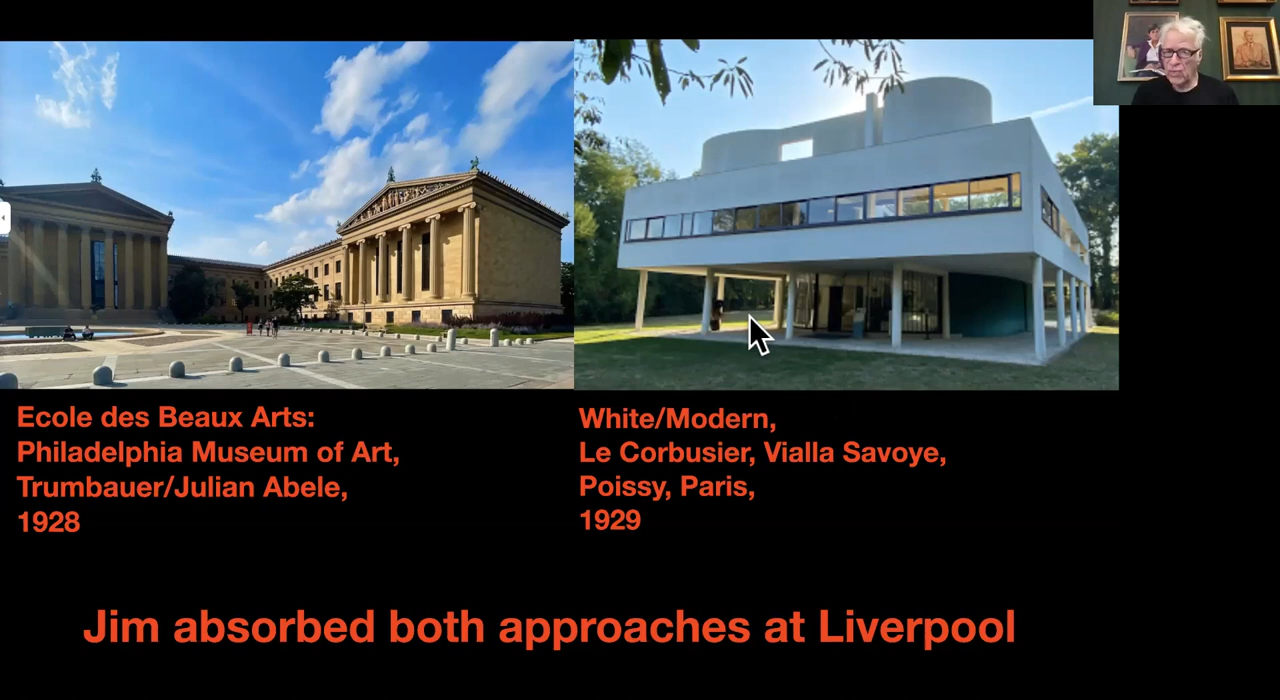 Ecole des Beaux Arts:
Philadelphia Museum of Art,
Trumbauer/Julian Abele,
1928
White/Modern,
Le Corbusier, Vialla Savoye,
Poissy, Paris,
1929
Jim absorbed both approaches at Liverpool